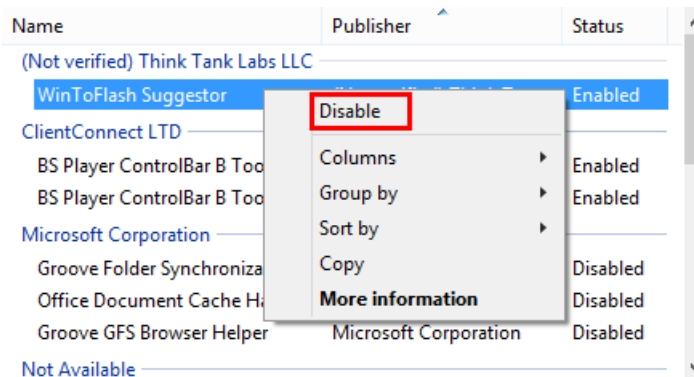 Name Publisher Status
(Not verified) Think Tank Labs LLC
WinToFlash Suggestor Enabled
Disable
ClientConnect LTD
BS Player ControlBar B Too Enabled
BS Player ControlBar B Too Enabled
Columns
Group by
Microsoft Corporation
Sort by
Groove Folder Synchroniza Disabled
Copy
Office Document Cache Ha Disabled
More information
Groove GFS Browser Helper Microsoft Corporation Disabled
Not Available